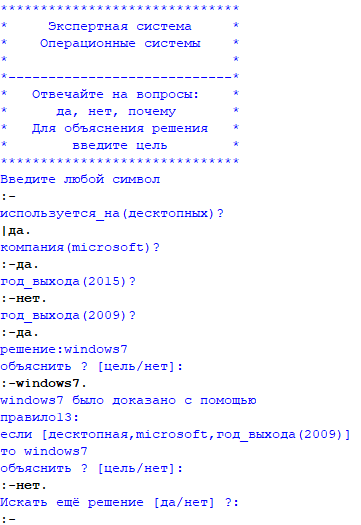 ******************************
*     Экспертная система     *
*    Операционные системы    *
*                            *
*----------------------------*
*   Отвечайте на вопросы:    *
*      да, нет, почему       *
*   Для объяснения решения   *
*        введите цель        *
******************************
Введите любой символ
:-
используется_на(десктопных)?
|да.
компания(microsoft)?
:-да.
год_выхода(2015)?
:-нет.
год_выхода(2009)?
:-да.
решение:windows7
объяснить ? [цель/нет]:
:-windows7.
windows7 было доказано с помощью
правило13:
если [десктопная,microsoft,год_выхода(2009)]
то windows7
объяснить ? [цель/нет]:
:-нет.
Искать ещё решение [да/нет] ?:
:-